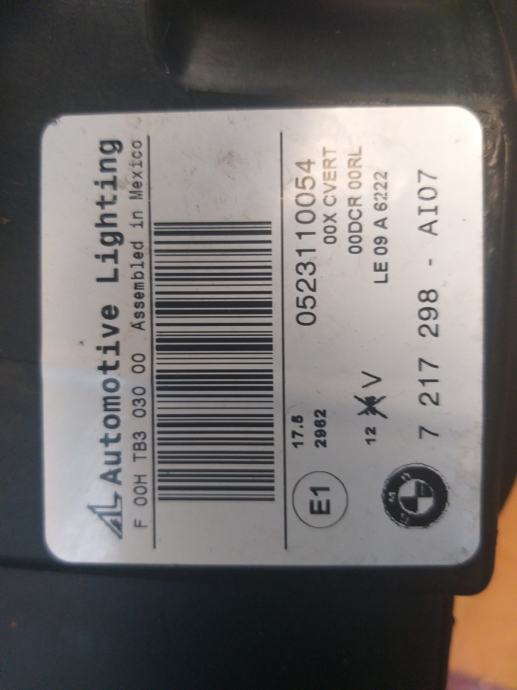 Automotive Lighting
F 00H TB3 030 00 Assembled in Mexico
0523110054
17.5 00X CVERT
E1 2962 00DCR 00RL
12 V LE 09 A 6222
7 217 298 - AI07